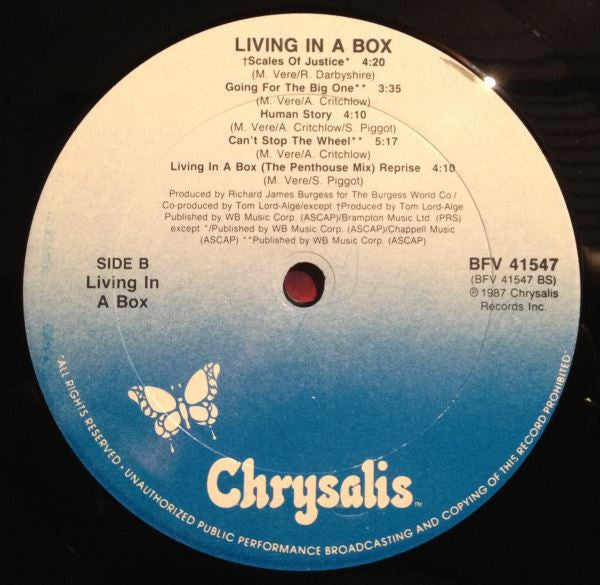 LIVING IN A BOX
†Scales Of Justice* 4:20
(M. Vere/R. Darbyshire)
Going For The Big One** 3:35
(M. Vere/A. Critchlow)
Human Story 4:10
(M. Vere/A. Critchlow/S. Piggot)
Can't Stop The Wheel** 5:17
(M. Vere/A. Critchlow)
Living In A Box (The Penthouse Mix) Reprise 4:10
(M. Vere/S. Piggot)
Produced by Richard James Burgess for The Burgess World Co./
Co-produced by Tom Lord-Alge/except †Produced by Tom Lord-Alge
Published by WB Music Corp. (ASCAP)/Brampton Music Ltd. (PRS)
except */Published by WB Music Corp. (ASCAP)/Chappell Music
(ASCAP) **Published by WB Music Corp. (ASCAP)
SIDE B
Living In
A Box
BFV 41547
(BFV 41547 BS)
℗ 1987 Chrysalis
Records Inc.
Chrysalis™
ALL RIGHTS RESERVED • UNAUTHORIZED PUBLIC PERFORMANCE BROADCASTING AND COPYING OF THIS RECORD PROHIBITED